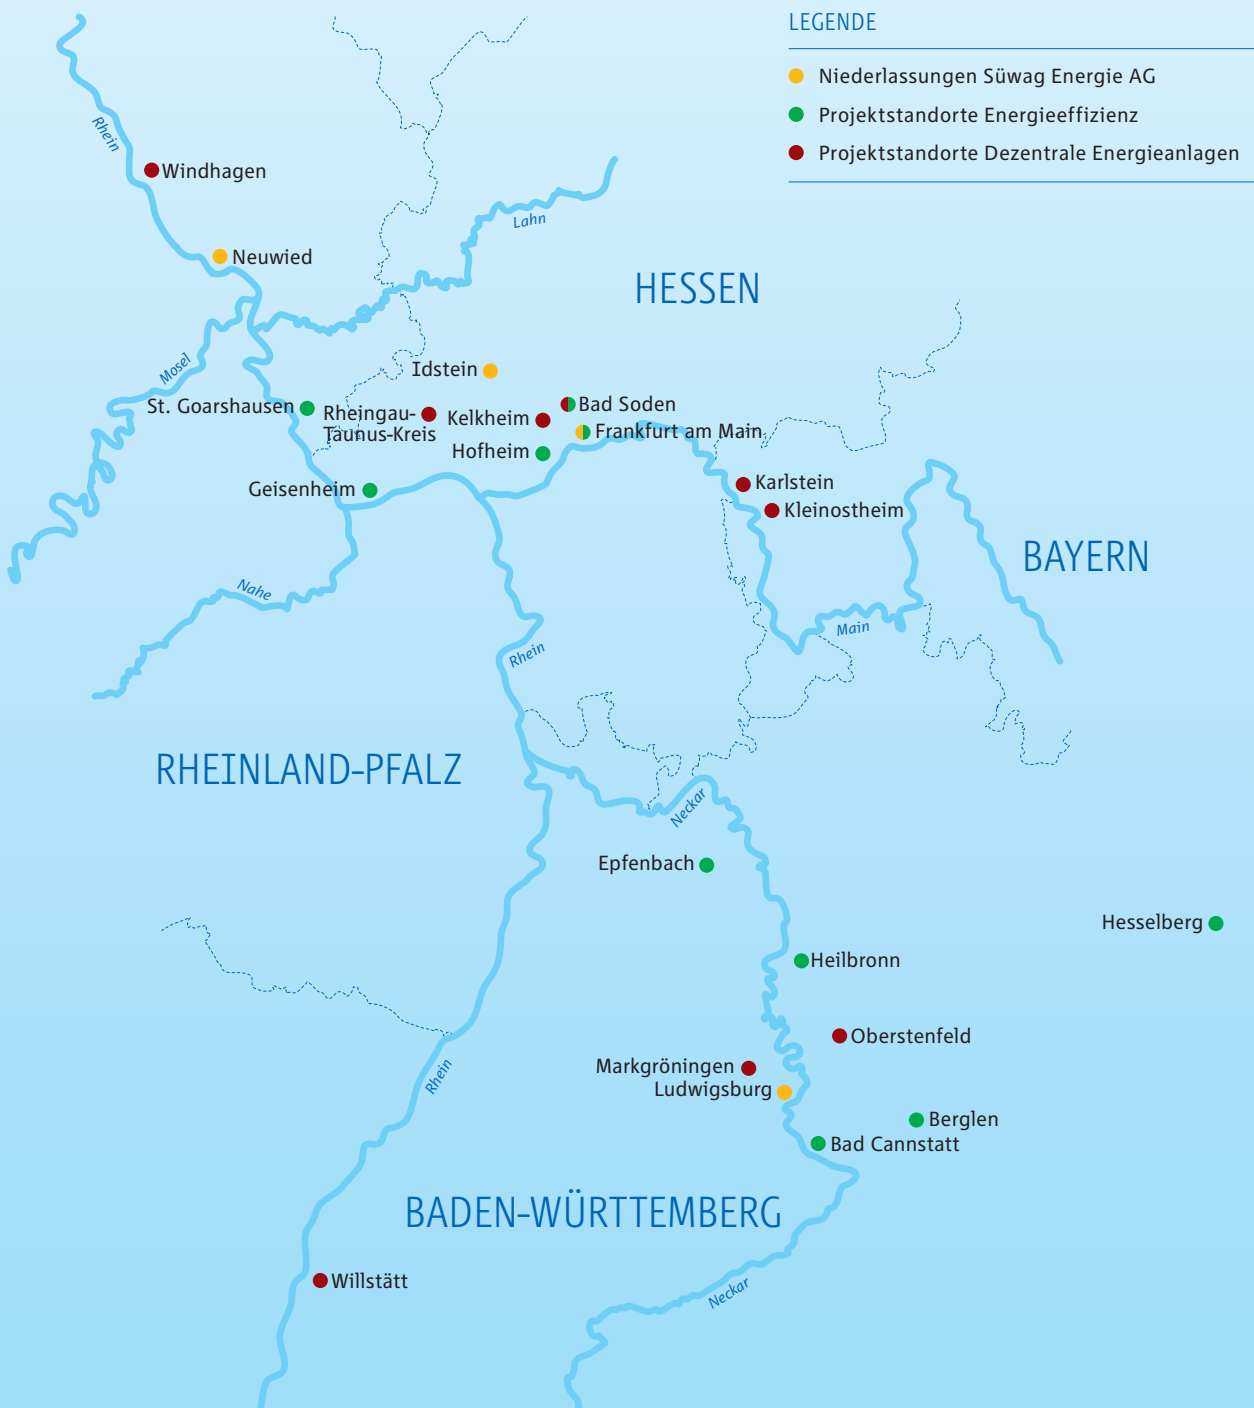 LEGENDE
Niederlassungen Süwag Energie AG
Projektstandorte Energieeffizienz
Projektstandorte Dezentrale Energieanlagen
Rhein
Windhagen
Lahn
Neuwied
HESSEN
Mosel
Idstein
St. Goarshausen
Rheingau-
Taunus-Kreis
Kelkheim
Bad Soden
Frankfurt am Main
Hofheim
Geisenheim
Karlstein
Kleinostheim
BAYERN
Nahe
Main
Rhein
RHEINLAND-PFALZ
Neckar
Epfenbach
Hesselberg
Heilbronn
Oberstenfeld
Markgröningen
Rhein
Ludwigsburg
Berglen
Bad Cannstatt
BADEN-WÜRTTEMBERG
Willstätt
Neckar